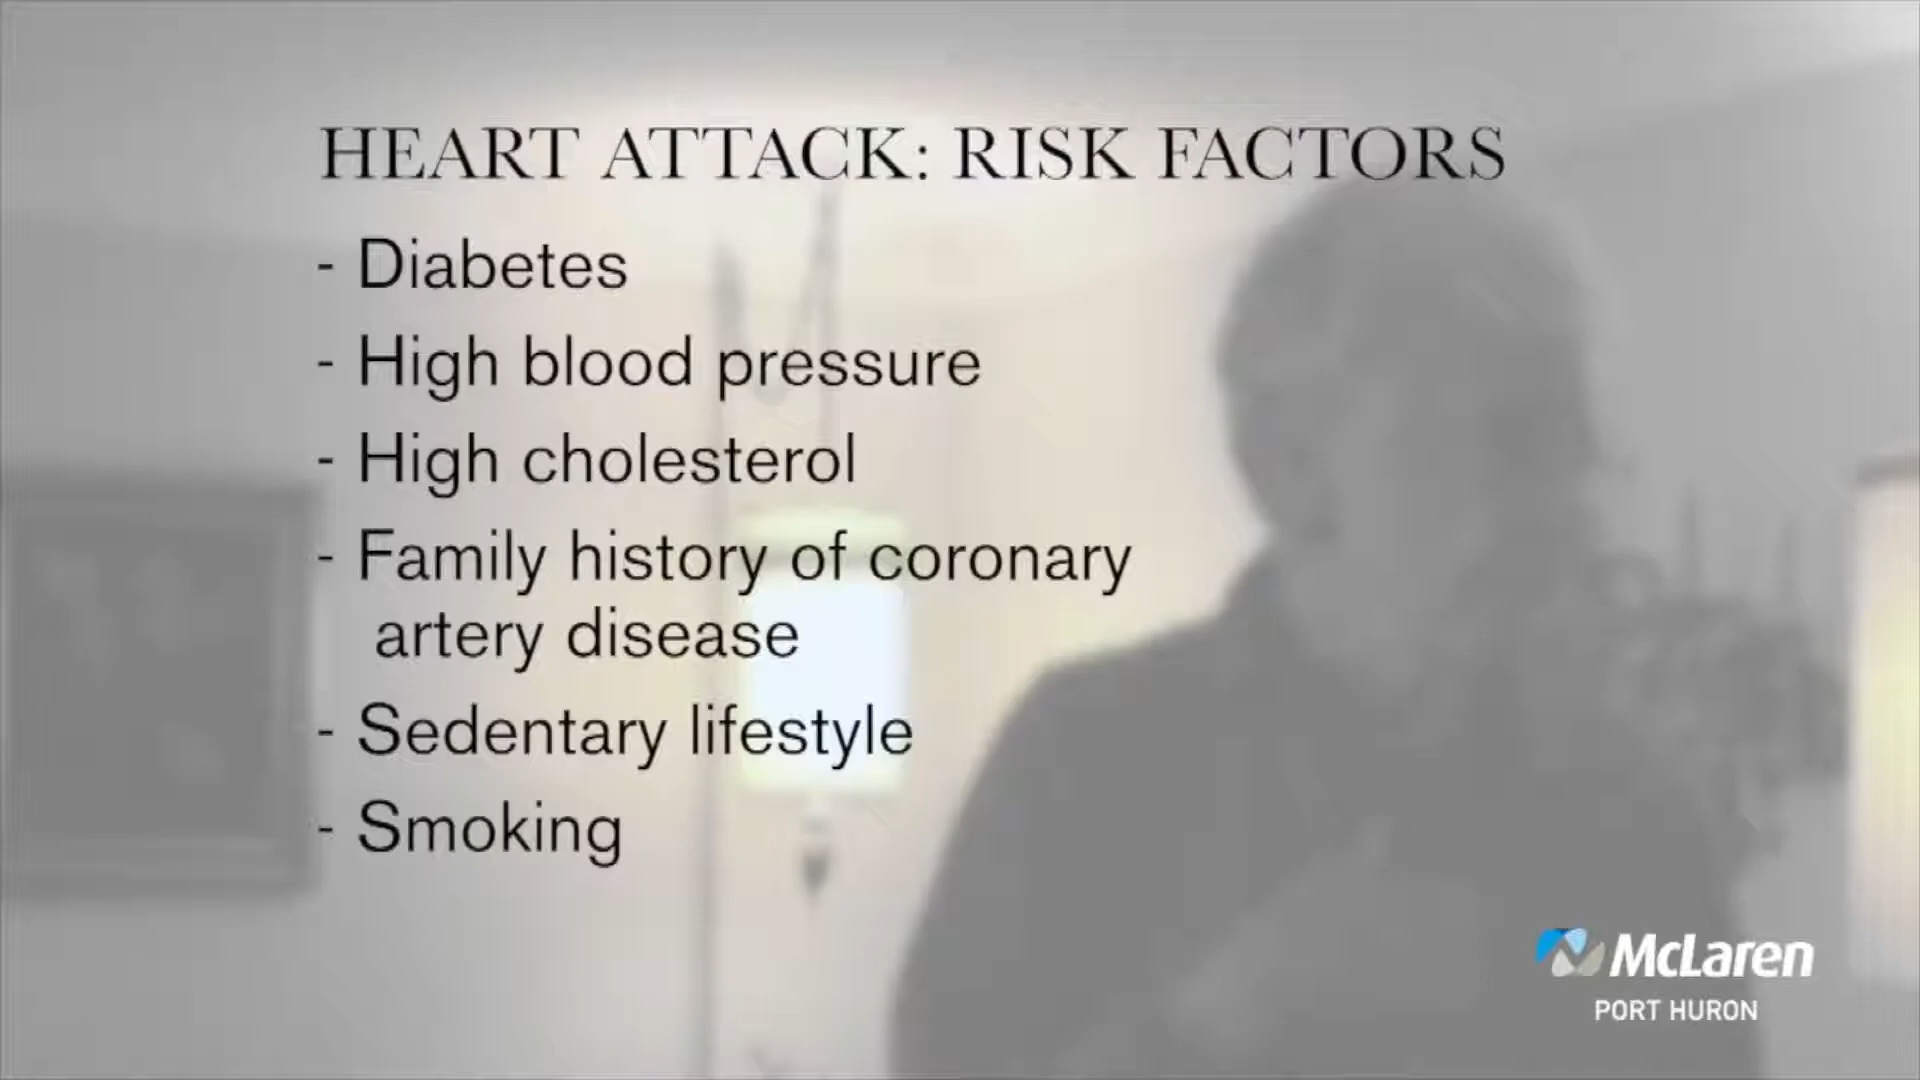 HEART ATTACK: RISK FACTORS
- Diabetes
- High blood pressure
- High cholesterol
- Family history of coronary
artery disease
- Sedentary lifestyle
- Smoking
McLaren
PORT HURON